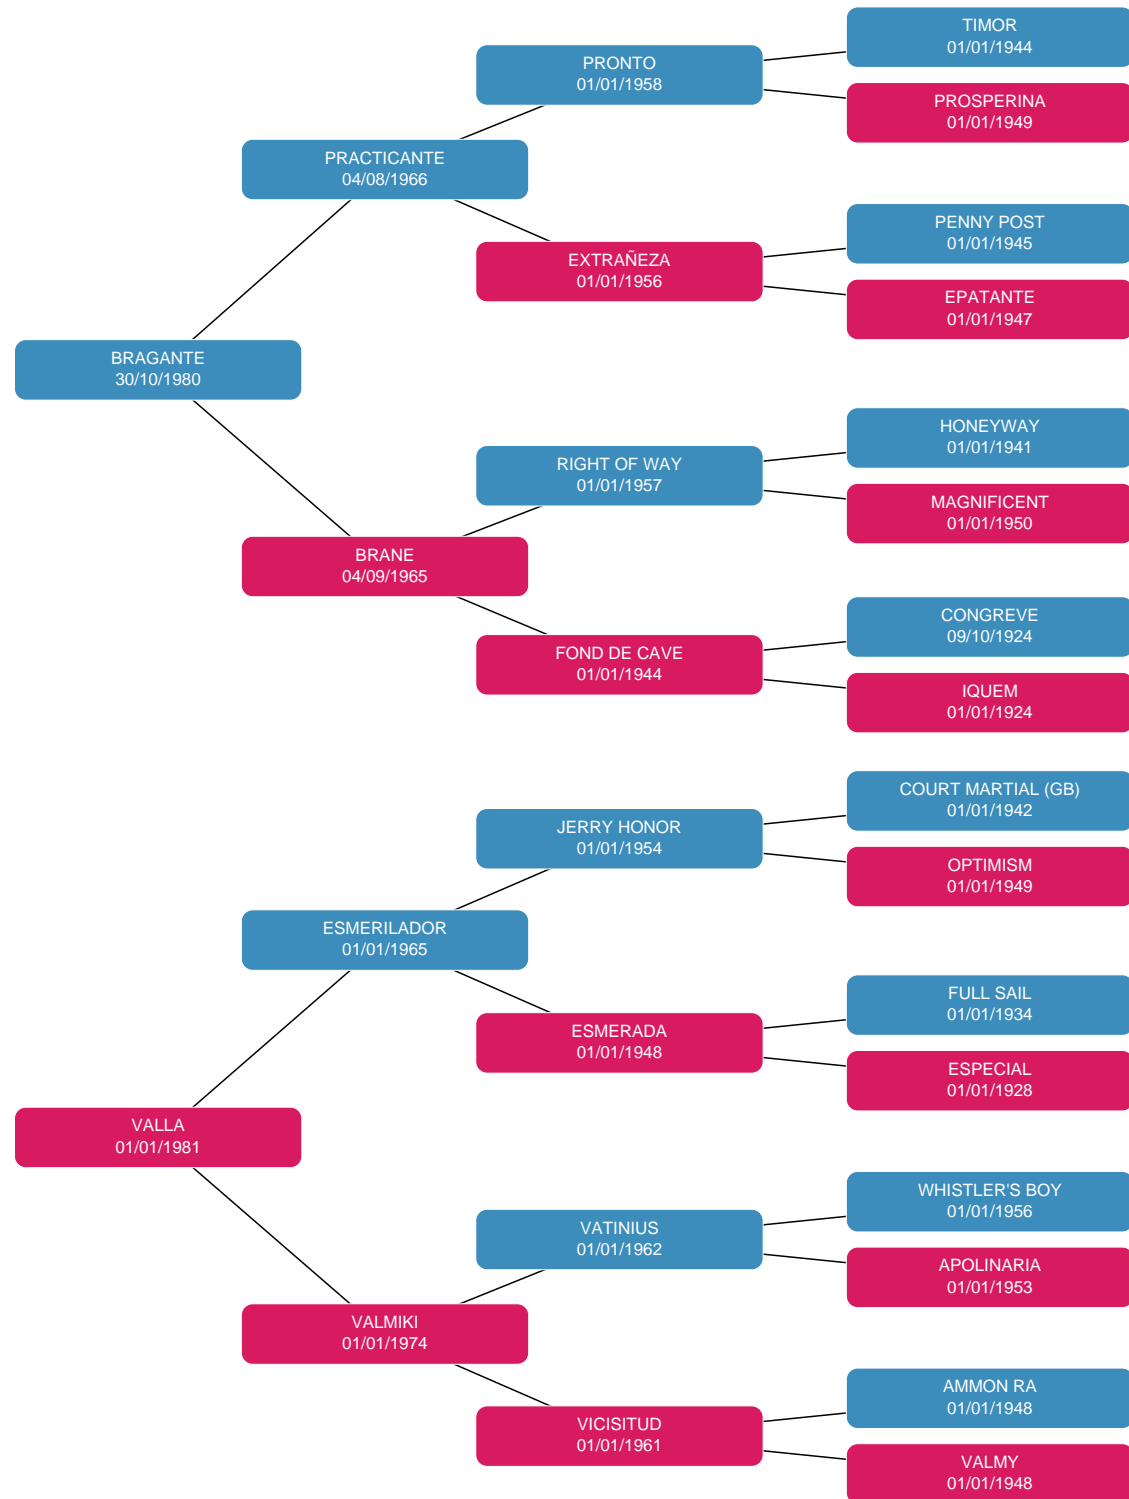 TIMOR
01/01/1944
PRONTO
01/01/1958
PROSPERINA
01/01/1949
PRACTICANTE
04/08/1966
PENNY POST
01/01/1945
EXTRAÑEZA
01/01/1956
EPATANTE
01/01/1947
BRAGANTE
30/10/1980
HONEYWAY
01/01/1941
RIGHT OF WAY
01/01/1957
MAGNIFICENT
01/01/1950
BRANE
04/09/1965
CONGREVE
09/10/1924
FOND DE CAVE
01/01/1944
IQUEM
01/01/1924
COURT MARTIAL (GB)
01/01/1942
JERRY HONOR
01/01/1954
OPTIMISM
01/01/1949
ESMERILADOR
01/01/1965
FULL SAIL
01/01/1934
ESMERADA
01/01/1948
ESPECIAL
01/01/1928
VALLA
01/01/1981
WHISTLER'S BOY
01/01/1956
VATINIUS
01/01/1962
APOLINARIA
01/01/1953
VALMIKI
01/01/1974
AMMON RA
01/01/1948
VICISITUD
01/01/1961
VALMY
01/01/1948